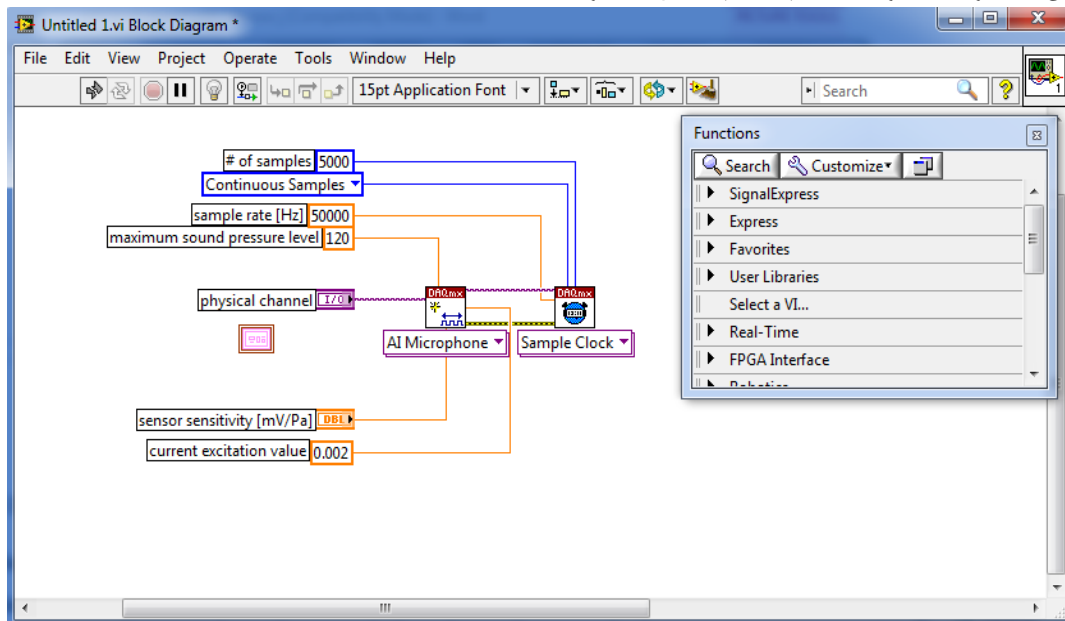 Untitled 1.vi Block Diagram *
File Edit View Project Operate Tools Window Help
15pt Application Font
Search
?
1
Functions
Search Customize
SignalExpress
Express
Favorites
User Libraries
Select a VI...
Real-Time
FPGA Interface
Robotics
# of samples 5000
Continuous Samples
sample rate [Hz] 50000
maximum sound pressure level 120
physical channel I/O
DAQmx
DAQmx
AI Microphone
Sample Clock
sensor sensitivity [mV/Pa] DBL
current excitation value 0.002